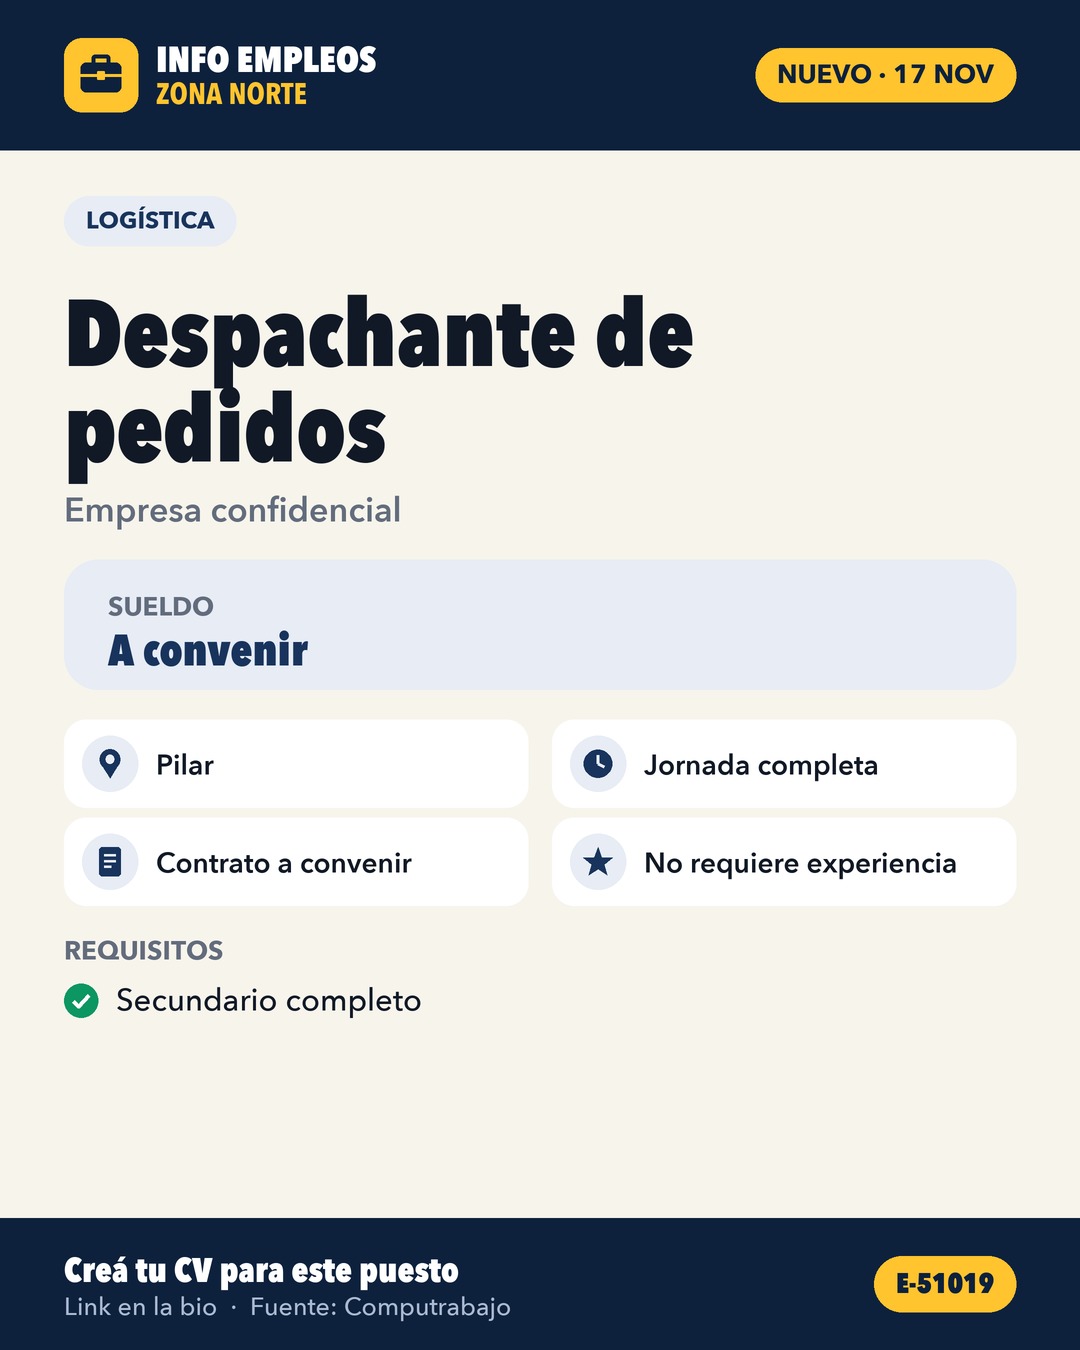 INFO EMPLEOS
ZONA NORTE
NUEVO · 17 NOV
LOGÍSTICA
Despachante de
pedidos
Empresa confidencial
SUELDO
A convenir
Pilar
Jornada completa
Contrato a convenir
No requiere experiencia
REQUISITOS
Secundario completo
Creá tu CV para este puesto
Link en la bio · Fuente: Computrabajo
E-51019